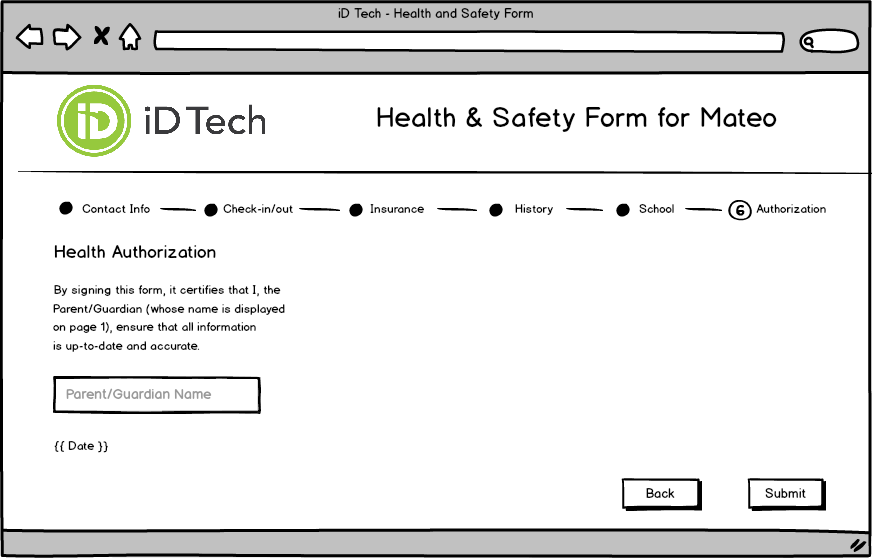 iD Tech - Health and Safety Form
iD
iD Tech
Health & Safety Form for Mateo
Contact Info
Check-in/out
Insurance
History
School
6 Authorization
Health Authorization
By signing this form, it certifies that I, the
Parent/Guardian (whose name is displayed
on page 1), ensure that all information
is up-to-date and accurate.
Parent/Guardian Name
{{ Date }}
Back
Submit